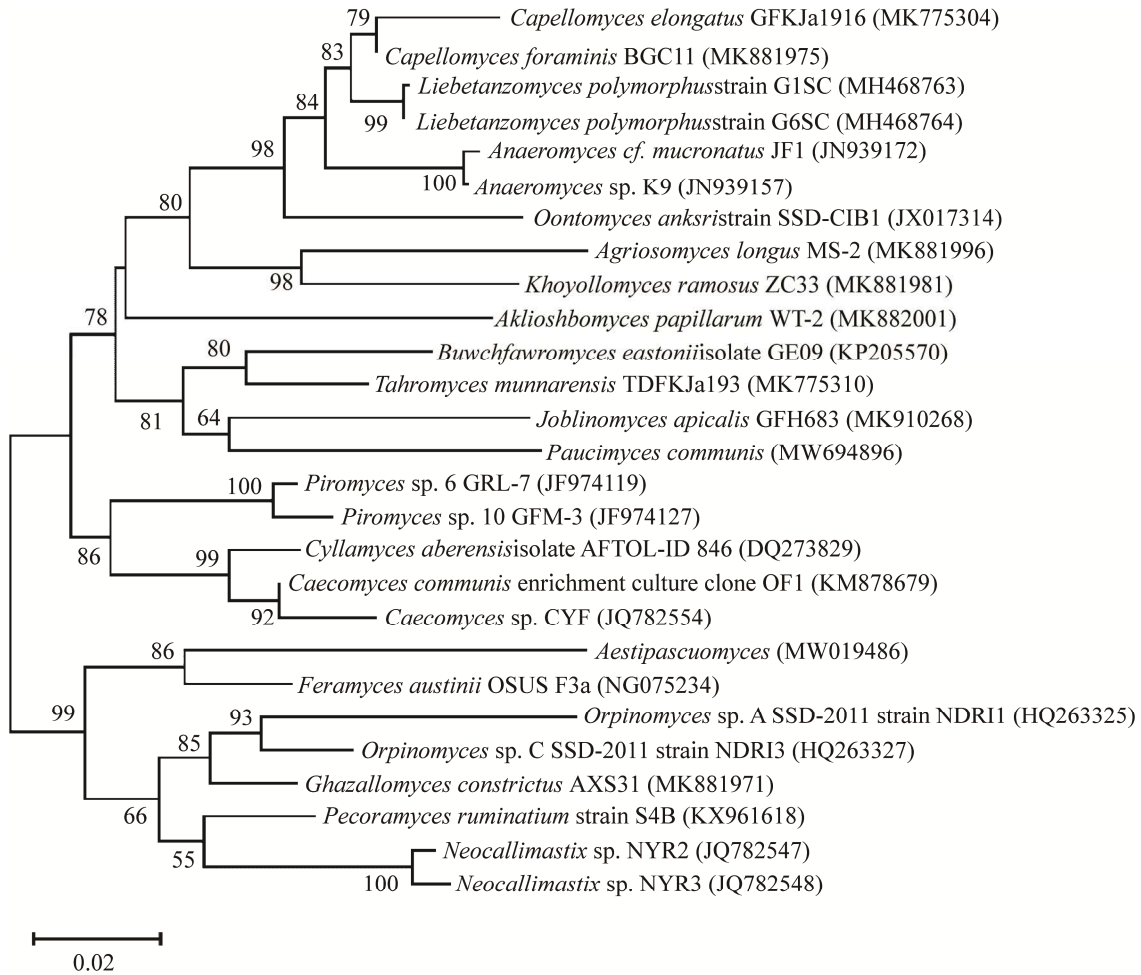 79
Capellomyces elongatus GFKJa1916 (MK775304)
83
Capellomyces foraminis BGC11 (MK881975)
Liebetanzomyces polymorphusstrain G1SC (MH468763)
84
99
Liebetanzomyces polymorphusstrain G6SC (MH468764)
98
Anaeromyces cf. mucronatus JF1 (JN939172)
100
Anaeromyces sp. K9 (JN939157)
80
Oontomyces anksristrain SSD-CIB1 (JX017314)
Agriosomyces longus MS-2 (MK881996)
98
Khoyollomyces ramosus ZC33 (MK881981)
78
Aklioshbomyces papillarum WT-2 (MK882001)
80
Buwchfawromyces eastoniiisolate GE09 (KP205570)
Tahromyces munnarensis TDFKJa193 (MK775310)
81
64
Joblinomyces apicalis GFH683 (MK910268)
Paucimyces communis (MW694896)
100
Piromyces sp. 6 GRL-7 (JF974119)
Piromyces sp. 10 GFM-3 (JF974127)
86
99
Cyllamyces aberensisisolate AFTOL-ID 846 (DQ273829)
Caecomyces communis enrichment culture clone OF1 (KM878679)
92
Caecomyces sp. CYF (JQ782554)
86
Aestipascuomyces (MW019486)
Feramyces austinii OSUS F3a (NG075234)
99
93
Orpinomyces sp. A SSD-2011 strain NDRI1 (HQ263325)
85
Orpinomyces sp. C SSD-2011 strain NDRI3 (HQ263327)
Ghazallomyces constrictus AXS31 (MK881971)
66
Pecoramyces ruminatium strain S4B (KX961618)
55
Neocallimastix sp. NYR2 (JQ782547)
100
Neocallimastix sp. NYR3 (JQ782548)
0.02